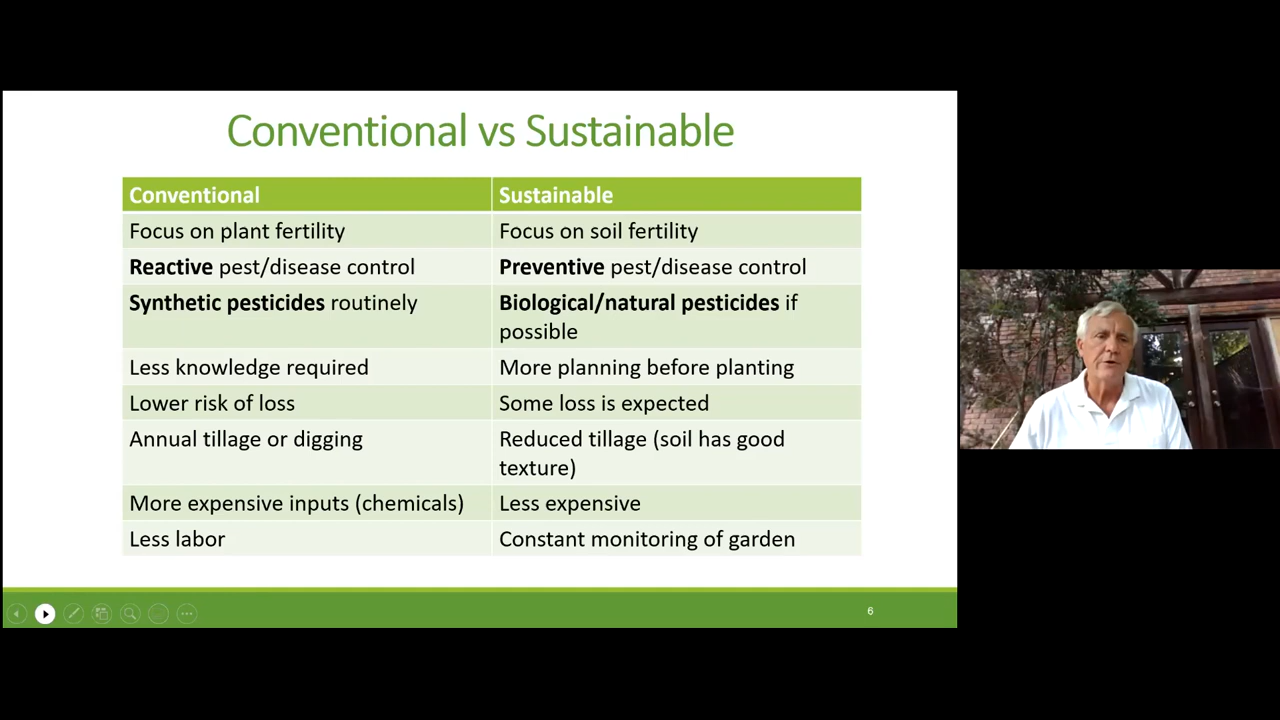 Conventional vs Sustainable
Conventional
Sustainable
Focus on plant fertility
Focus on soil fertility
Reactive pest/disease control
Preventive pest/disease control
Synthetic pesticides routinely
Biological/natural pesticides if
possible
Less knowledge required
More planning before planting
Lower risk of loss
Some loss is expected
Annual tillage or digging
Reduced tillage (soil has good
texture)
More expensive inputs (chemicals)
Less expensive
Less labor
Constant monitoring of garden
6